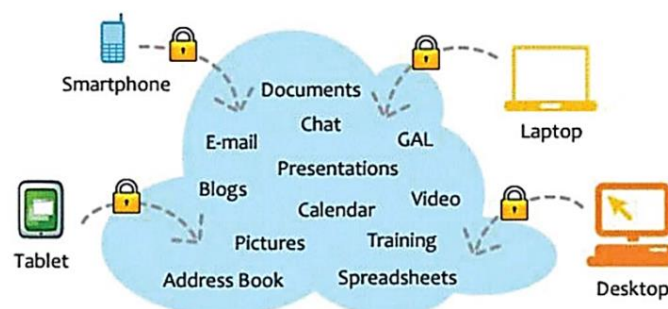 Smartphone
Documents
Chat
E-mail
GAL
Laptop
Presentations
Blogs
Video
Calendar
Tablet
Pictures
Training
Address Book
Spreadsheets
Desktop